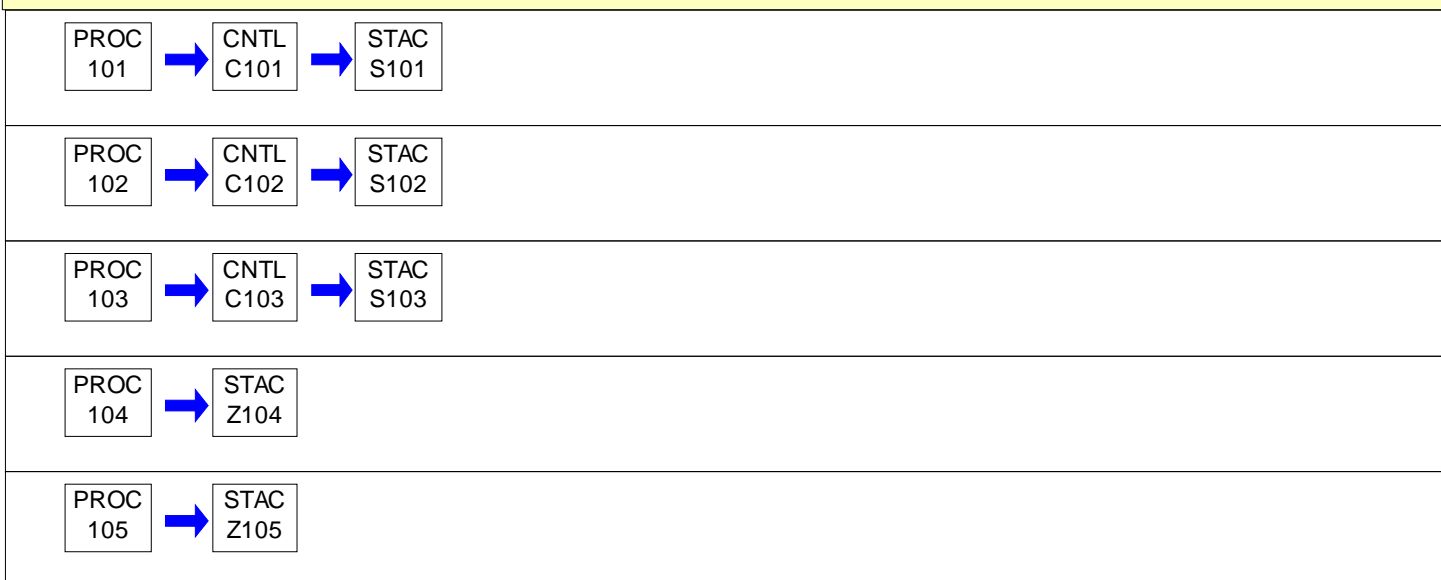 PROC
101
CNTL
C101
STAC
S101
PROC
102
CNTL
C102
STAC
S102
PROC
103
CNTL
C103
STAC
S103
PROC
104
STAC
Z104
PROC
105
STAC
Z105